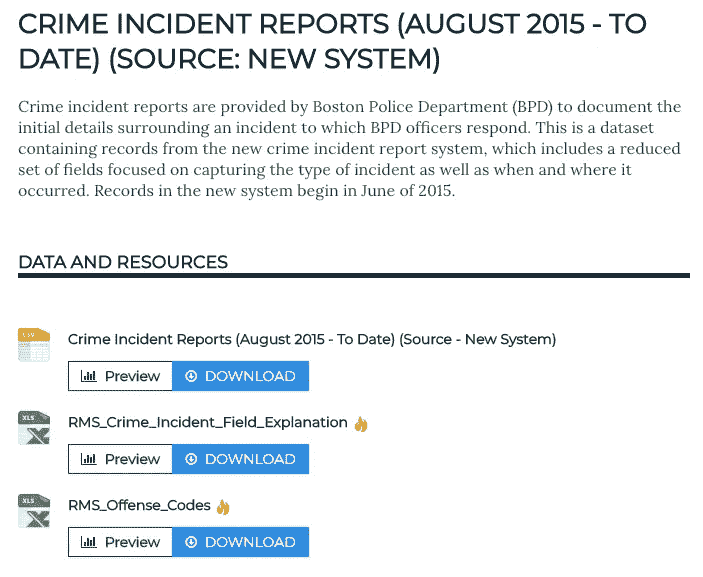 CRIME INCIDENT REPORTS (AUGUST 2015 - TO
DATE) (SOURCE: NEW SYSTEM)
Crime incident reports are provided by Boston Police Department (BPD) to document the
initial details surrounding an incident to which BPD officers respond. This is a dataset
containing records from the new crime incident report system, which includes a reduced
set of fields focused on capturing the type of incident as well as when and where it
occurred. Records in the new system begin in June of 2015.
DATA AND RESOURCES
CSV
Crime Incident Reports (August 2015 - To Date) (Source - New System)
Preview DOWNLOAD
XLS
RMS_Crime_Incident_Field_Explanation
Preview DOWNLOAD
XLS
RMS_Offense_Codes
Preview DOWNLOAD